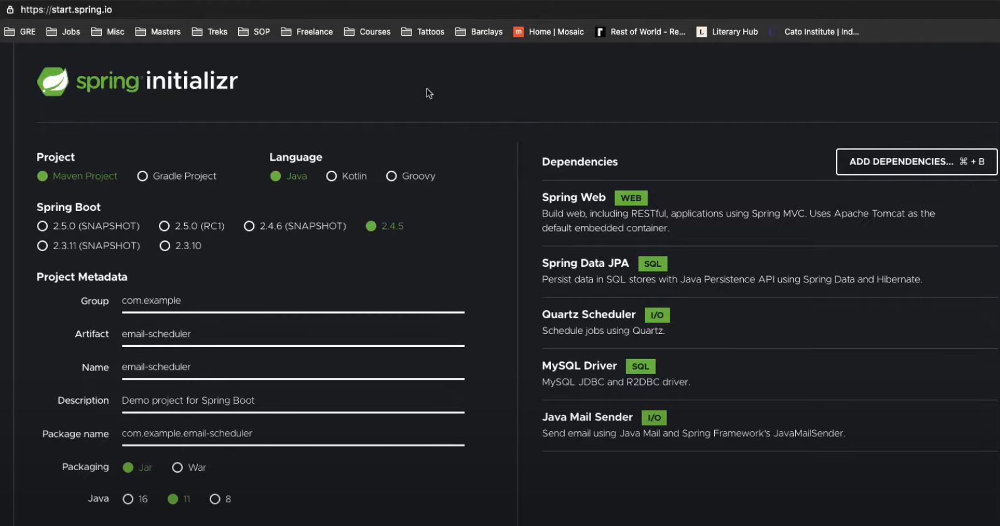 https://start.spring.io
GRE Jobs Misc Masters Treks SOP Freelance Courses Tattoos Barclays m Home | Mosaic r Rest of World - Re... L Literary Hub Cato Institute | Ind...
spring initializr
Project
Maven Project Gradle Project
Language
Java Kotlin Groovy
Spring Boot
2.5.0 (SNAPSHOT) 2.5.0 (RC1) 2.4.6 (SNAPSHOT) 2.4.5
2.3.11 (SNAPSHOT) 2.3.10
Project Metadata
Group com.example
Artifact email-scheduler
Name email-scheduler
Description Demo project for Spring Boot
Package name com.example.email-scheduler
Packaging Jar War
Java 16 11 8
Dependencies ADD DEPENDENCIES... ⌘ + B
Spring Web WEB
Build web, including RESTful, applications using Spring MVC. Uses Apache Tomcat as the
default embedded container.
Spring Data JPA SQL
Persist data in SQL stores with Java Persistence API using Spring Data and Hibernate.
Quartz Scheduler I/O
Schedule jobs using Quartz.
MySQL Driver SQL
MySQL JDBC and R2DBC driver.
Java Mail Sender I/O
Send email using Java Mail and Spring Framework's JavaMailSender.